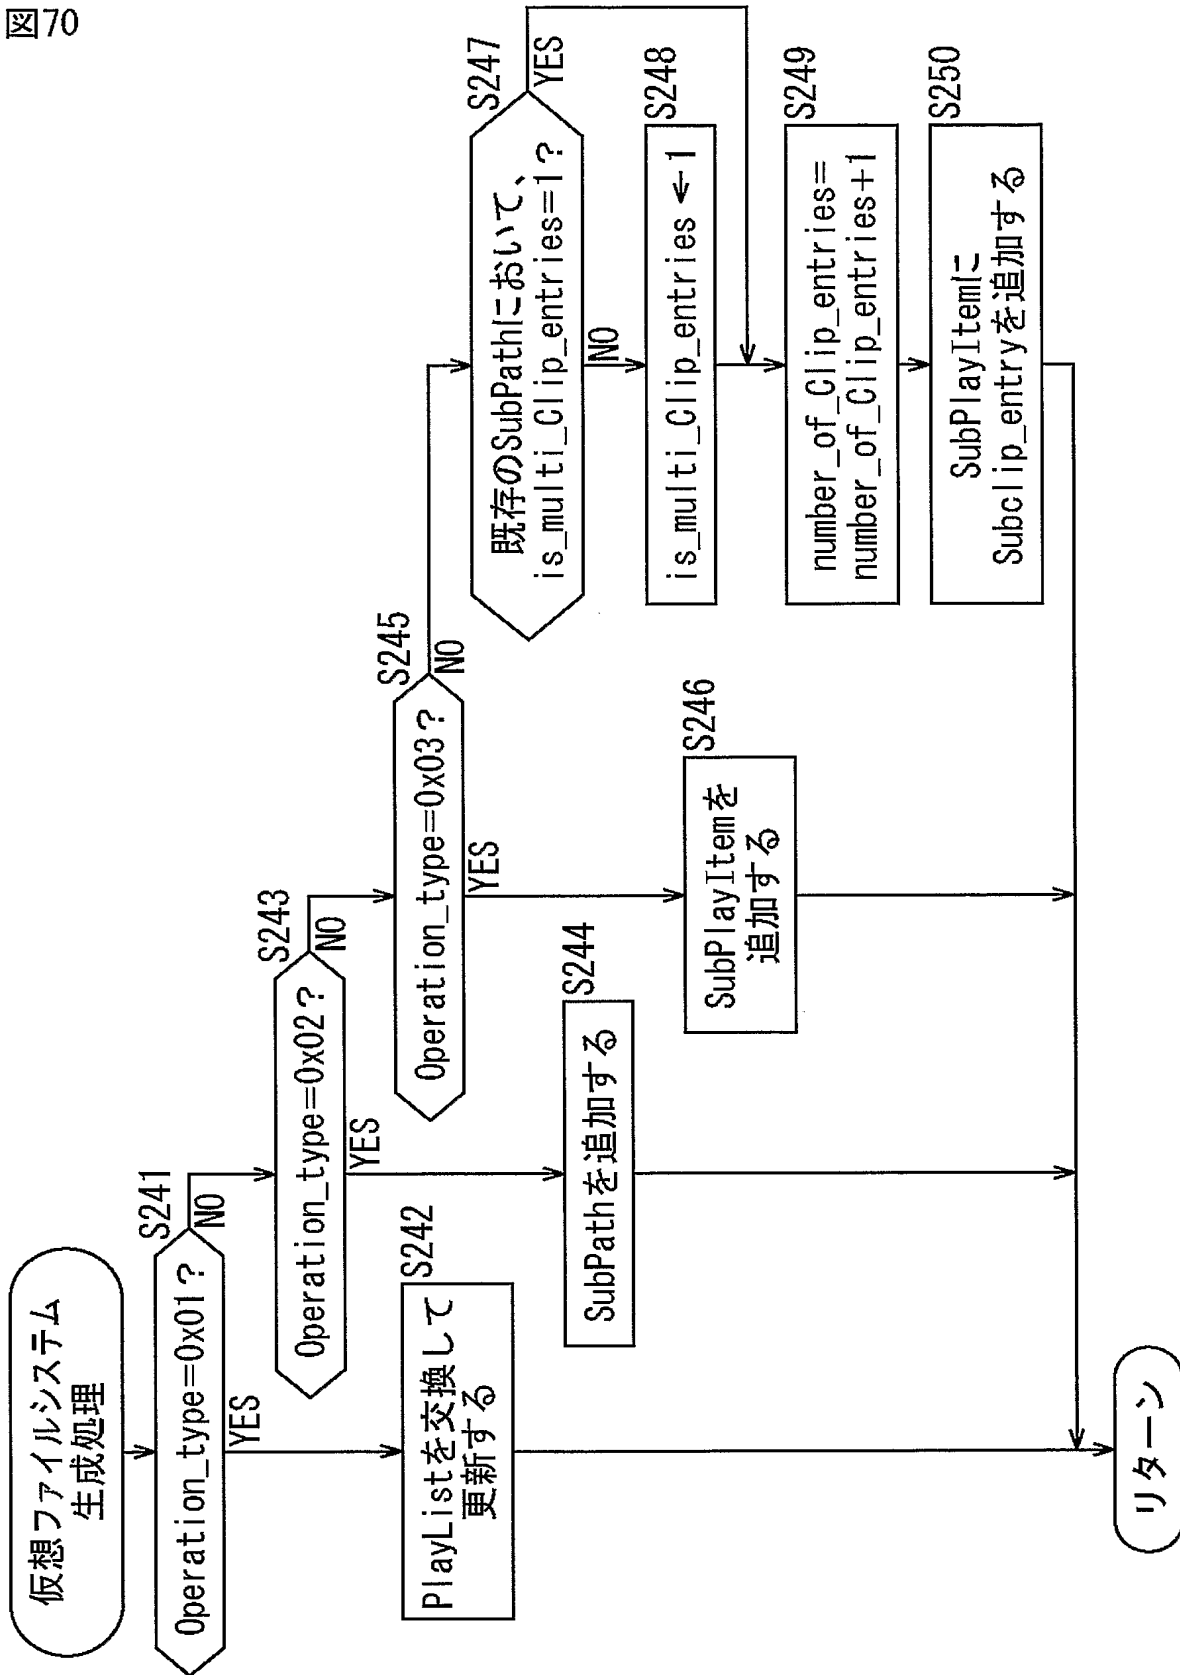 図70
仮想ファイルシステム
生成処理
S241
Operation_type=0x01?
NO
YES
S242
PlayListを交換して
更新する
S243
Operation_type=0x02?
NO
YES
S244
SubPathを追加する
S245
Operation_type=0x03?
NO
YES
S246
SubPlayItemを
追加する
S247
既存のSubPathにおいて、
is_multi_Clip_entries=1?
YES
NO
S248
is_multi_Clip_entries ←1
S249
number_of_Clip_entries=
number_of_Clip_entries+1
S250
SubPlayItemに
Subclip_entryを追加する
リターン